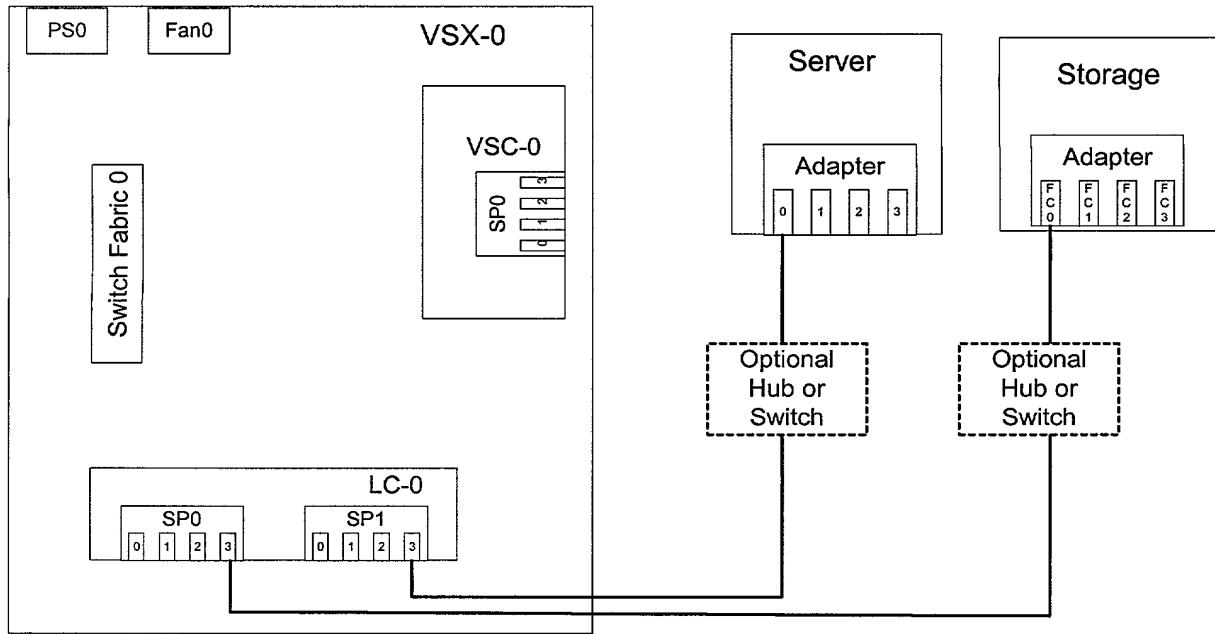 PS0
Fan0
VSX-0
Server
Storage
VSC-0
SP0
3
2
1
0
Switch Fabric 0
Adapter
0 1 2 3
Adapter
FC0 FC1 FC2 FC3
Optional
Hub or
Switch
Optional
Hub or
Switch
LC-0
SP0
0 1 2 3
SP1
0 1 2 3